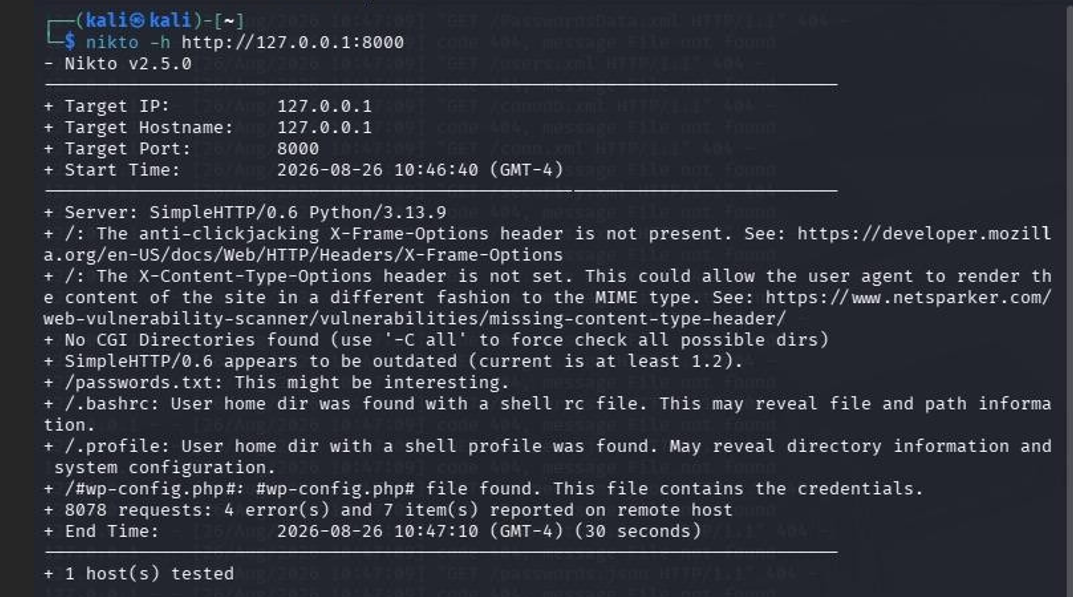 ┌──(kali㉿kali)-[~]
└─$ nikto -h http://127.0.0.1:8000
- Nikto v2.5.0
---------------------------------------------------------------------------
+ Target IP:          127.0.0.1
+ Target Hostname:    127.0.0.1
+ Target Port:        8000
+ Start Time:         2026-08-26 10:46:40 (GMT-4)
---------------------------------------------------------------------------
+ Server: SimpleHTTP/0.6 Python/3.13.9
+ /: The anti-clickjacking X-Frame-Options header is not present. See: https://developer.mozill
a.org/en-US/docs/Web/HTTP/Headers/X-Frame-Options
+ /: The X-Content-Type-Options header is not set. This could allow the user agent to render th
e content of the site in a different fashion to the MIME type. See: https://www.netsparker.com/
web-vulnerability-scanner/vulnerabilities/missing-content-type-header/
+ No CGI Directories found (use '-C all' to force check all possible dirs)
+ SimpleHTTP/0.6 appears to be outdated (current is at least 1.2).
+ /passwords.txt: This might be interesting.
+ /.bashrc: User home dir was found with a shell rc file. This may reveal file and path informa
tion.
+ /.profile: User home dir with a shell profile was found. May reveal directory information and
 system configuration.
+ /#wp-config.php#: #wp-config.php# file found. This file contains the credentials.
+ 8078 requests: 4 error(s) and 7 item(s) reported on remote host
+ End Time:           2026-08-26 10:47:10 (GMT-4) (30 seconds)
---------------------------------------------------------------------------
+ 1 host(s) tested